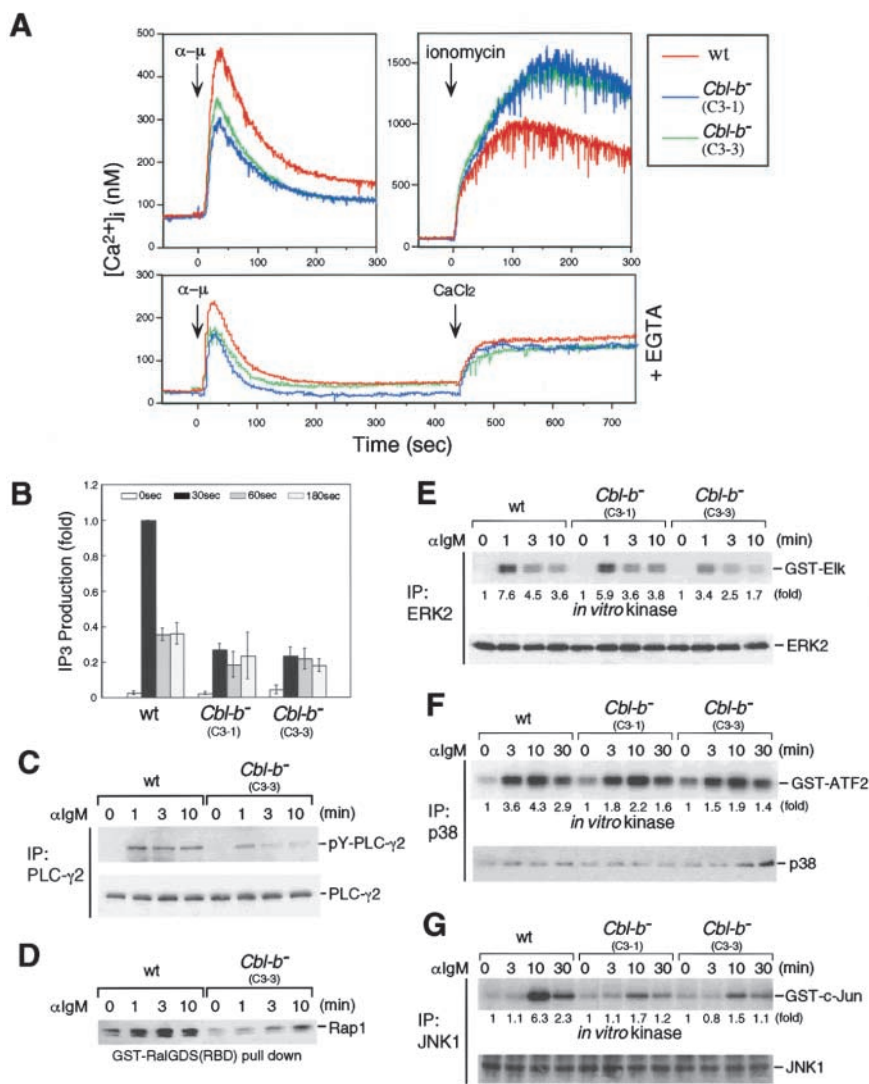 A
[Ca²⁺]i (nM)
500
400
300
200
100
0
α–μ
0 100 200 300
1500
1000
500
0
ionomycin
0 100 200 300
wt
Cbl-b⁻
(C3-1)
Cbl-b⁻
(C3-3)
300
200
100
0
α–μ
CaCl₂
+ EGTA
0 100 200 300 400 500 600 700
Time (sec)
B
IP3 Production (fold)
1.2
1.0
0.8
0.6
0.4
0.2
0
0sec 30sec 60sec 180sec
wt Cbl-b⁻ Cbl-b⁻
(C3-1) (C3-3)
C
wt Cbl-b⁻
(C3-3)
αIgM 0 1 3 10 0 1 3 10 (min)
IP:
PLC-γ2
pY-PLC-γ2
PLC-γ2
D
wt Cbl-b⁻
(C3-3)
αIgM 0 1 3 10 0 1 3 10 (min)
Rap1
GST-RalGDS(RBD) pull down
E
wt Cbl-b⁻ Cbl-b⁻
(C3-1) (C3-3)
αIgM 0 1 3 10 0 1 3 10 0 1 3 10 (min)
IP:
ERK2
GST-Elk
1 7.6 4.5 3.6 1 5.9 3.6 3.8 1 3.4 2.5 1.7 (fold)
in vitro kinase
ERK2
F
wt Cbl-b⁻ Cbl-b⁻
(C3-1) (C3-3)
αIgM 0 3 10 30 0 3 10 30 0 3 10 30 (min)
IP:
p38
GST-ATF2
1 3.6 4.3 2.9 1 1.8 2.2 1.6 1 1.5 1.9 1.4 (fold)
in vitro kinase
p38
G
wt Cbl-b⁻ Cbl-b⁻
(C3-1) (C3-3)
αIgM 0 3 10 30 0 3 10 30 0 3 10 30 (min)
IP:
JNK1
GST-c-Jun
1 1.1 6.3 2.3 1 1.1 1.7 1.2 1 0.8 1.5 1.1 (fold)
in vitro kinase
JNK1